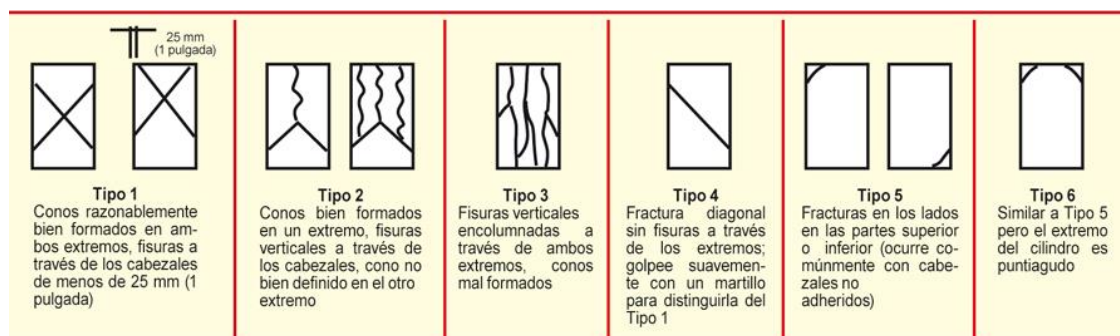 25 mm
(1 pulgada)
Tipo 1
Conos razonablemente
bien formados en am-
bos extremos, fisuras a
través de los cabezales
de menos de 25 mm (1
pulgada)
Tipo 2
Conos bien formados
en un extremo, fisuras
verticales a través de
los cabezales, cono no
bien definido en el otro
extremo
Tipo 3
Fisuras verticales
encolumnadas a
través de ambos
extremos, conos
mal formados
Tipo 4
Fractura diagonal
sin fisuras a través
de los extremos;
golpee suavemen-
te con un martillo
para distinguirla del
Tipo 1
Tipo 5
Fracturas en los lados
en las partes superior
o inferior (ocurre co-
múnmente con cabe-
zales no
adheridos)
Tipo 6
Similar a Tipo 5
pero el extremo
del cilindro es
puntiagudo